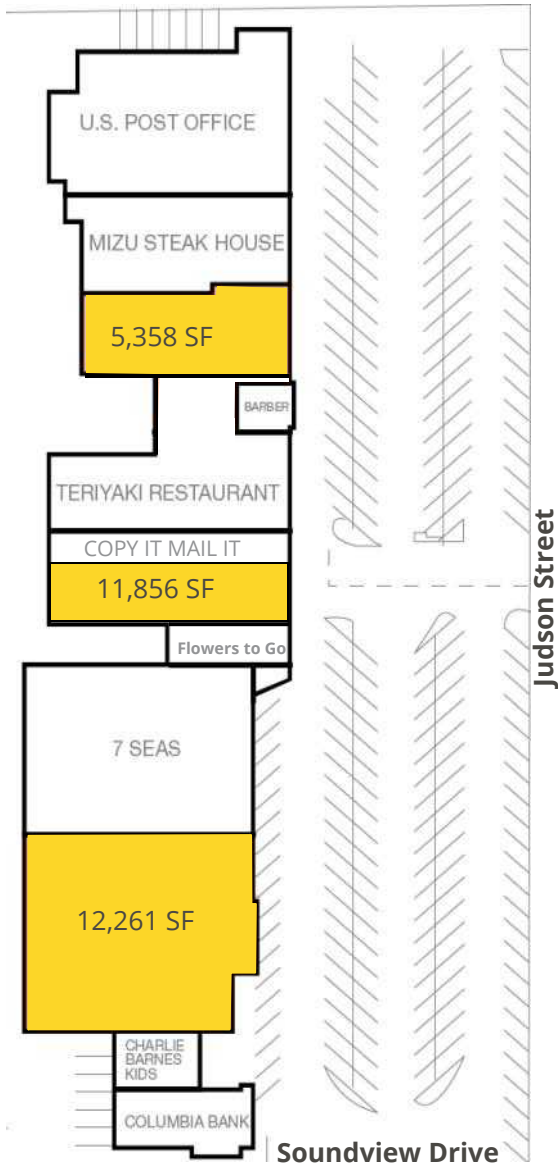 U.S. POST OFFICE
MIZU STEAK HOUSE
5,358 SF
BARBER
TERIYAKI RESTAURANT
COPY IT MAIL IT
11,856 SF
Flowers to Go
7 SEAS
12,261 SF
CHARLIE
BARNES
KIDS
COLUMBIA BANK
Soundview Drive
Judson Street